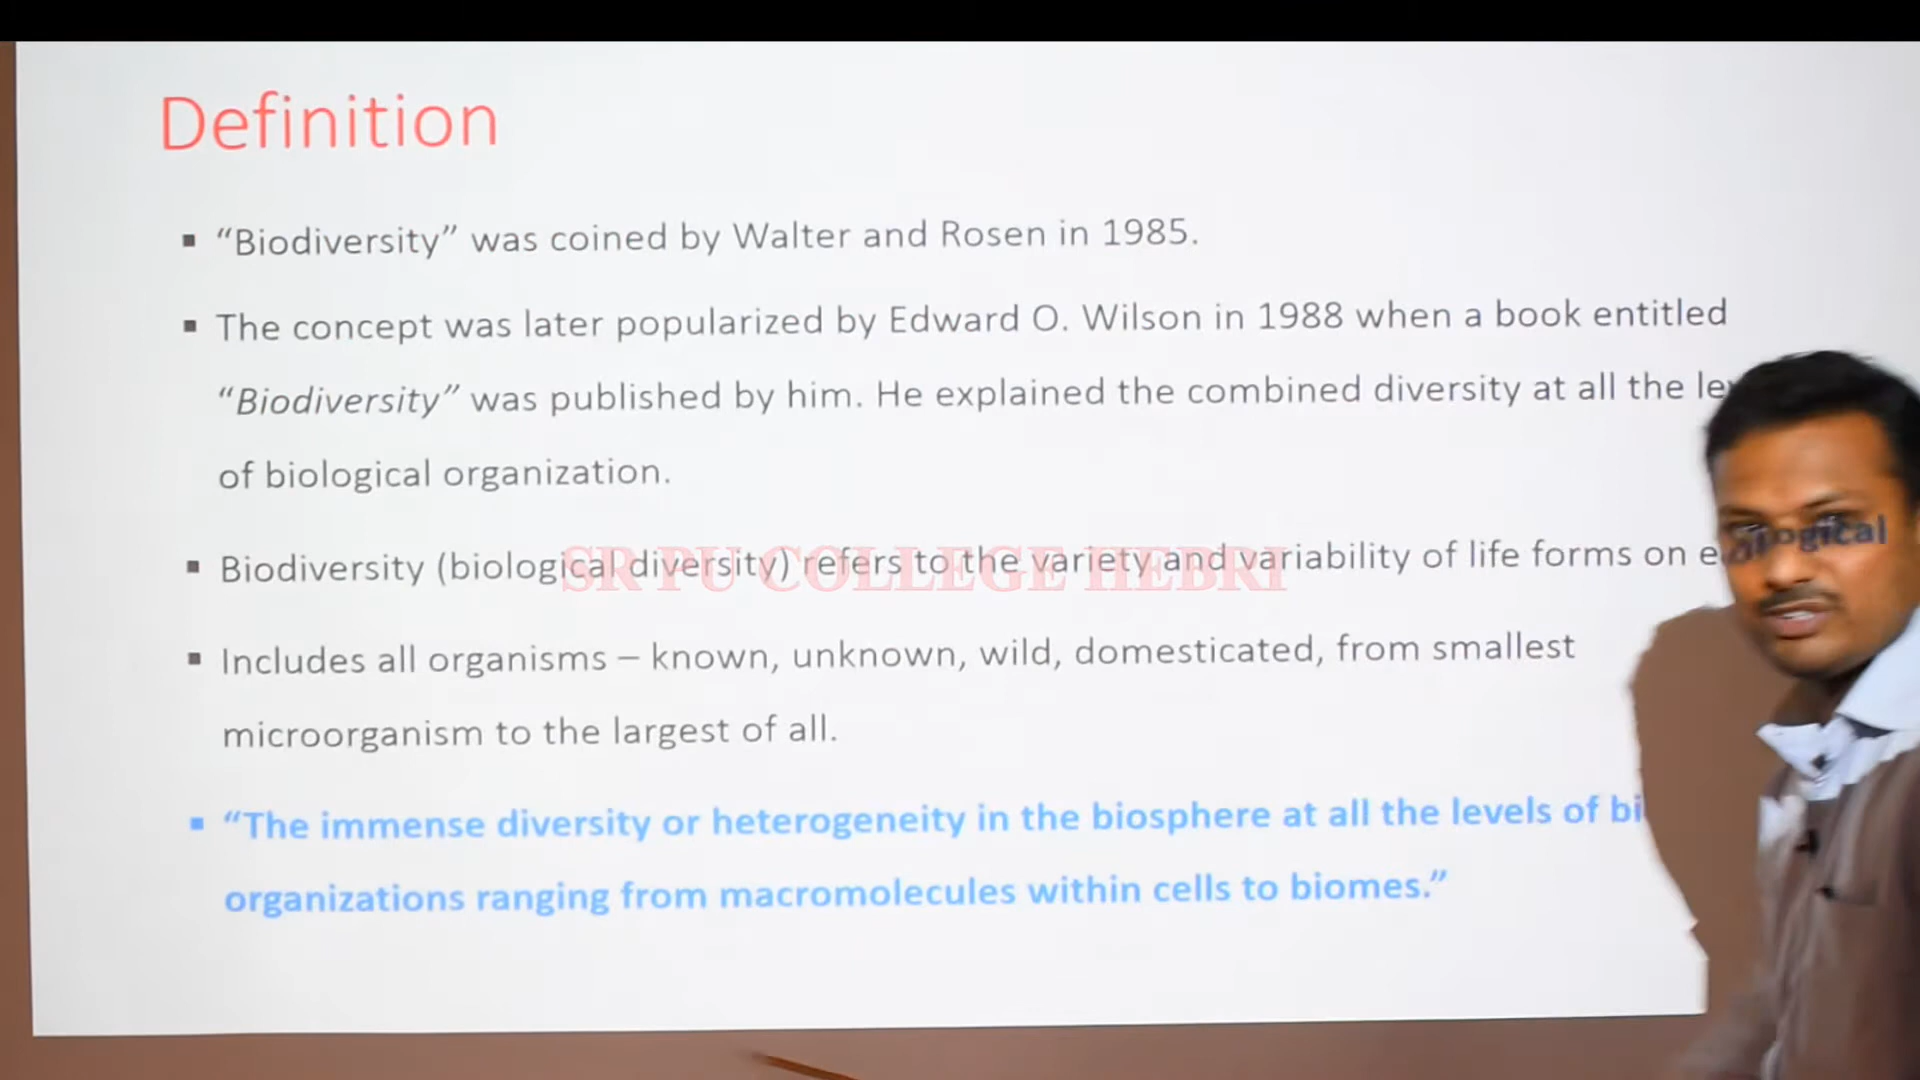 Definition
▪ “Biodiversity” was coined by Walter and Rosen in 1985.
▪ The concept was later popularized by Edward O. Wilson in 1988 when a book entitled
“Biodiversity” was published by him. He explained the combined diversity at all the
of biological organization.
▪ Biodiversity (biological diversity) refers to the variety and variability of life forms on
SR PU COLLEGE HEBRI
▪ Includes all organisms – known, unknown, wild, domesticated, from smallest
microorganism to the largest of all.
▪ “The immense diversity or heterogeneity in the biosphere at all the levels of
organizations ranging from macromolecules within cells to biomes.”